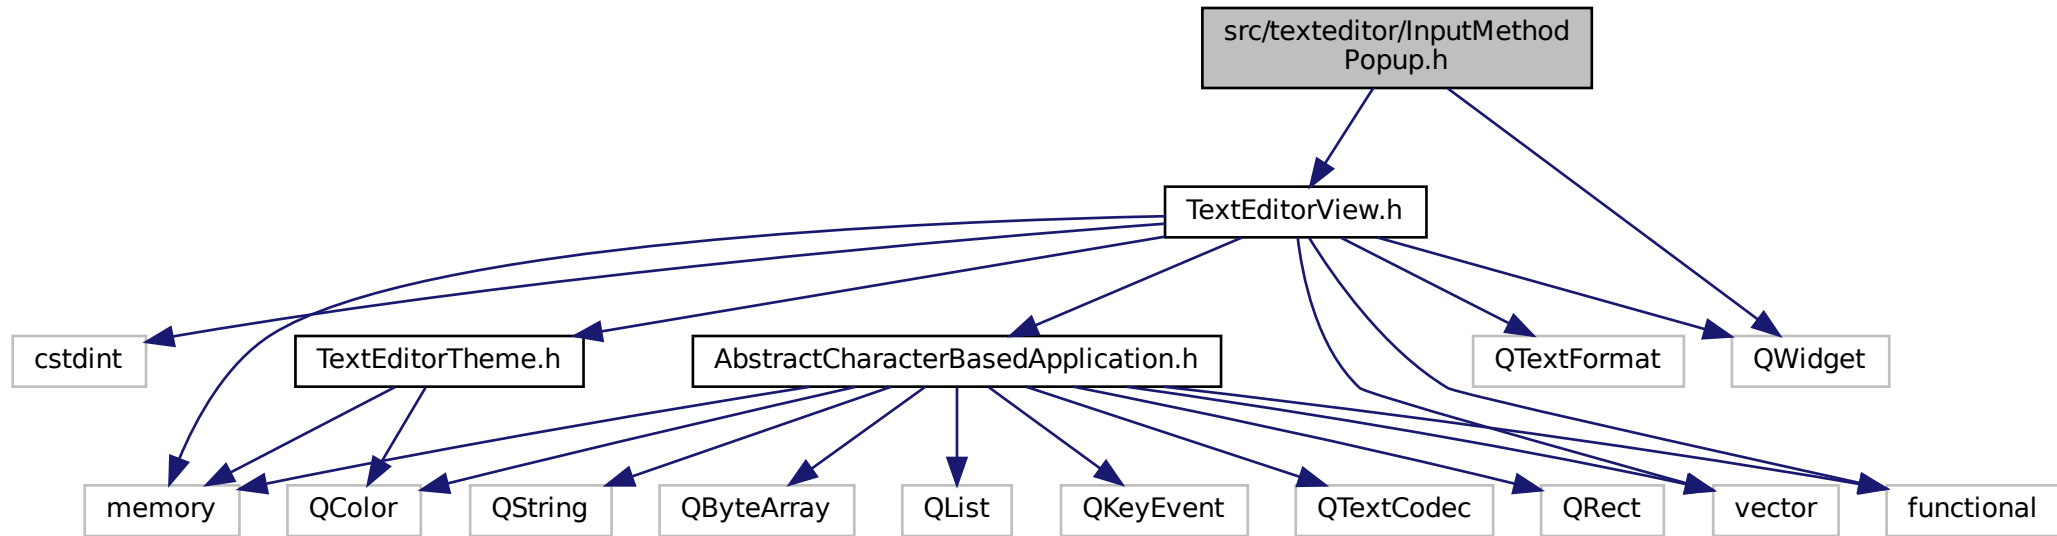 src/texteditor/InputMethod
Popup.h
TextEditorView.h
cstdint
TextEditorTheme.h
AbstractCharacterBasedApplication.h
QTextFormat
QWidget
memory
QColor
QString
QByteArray
QList
QKeyEvent
QTextCodec
QRect
vector
functional